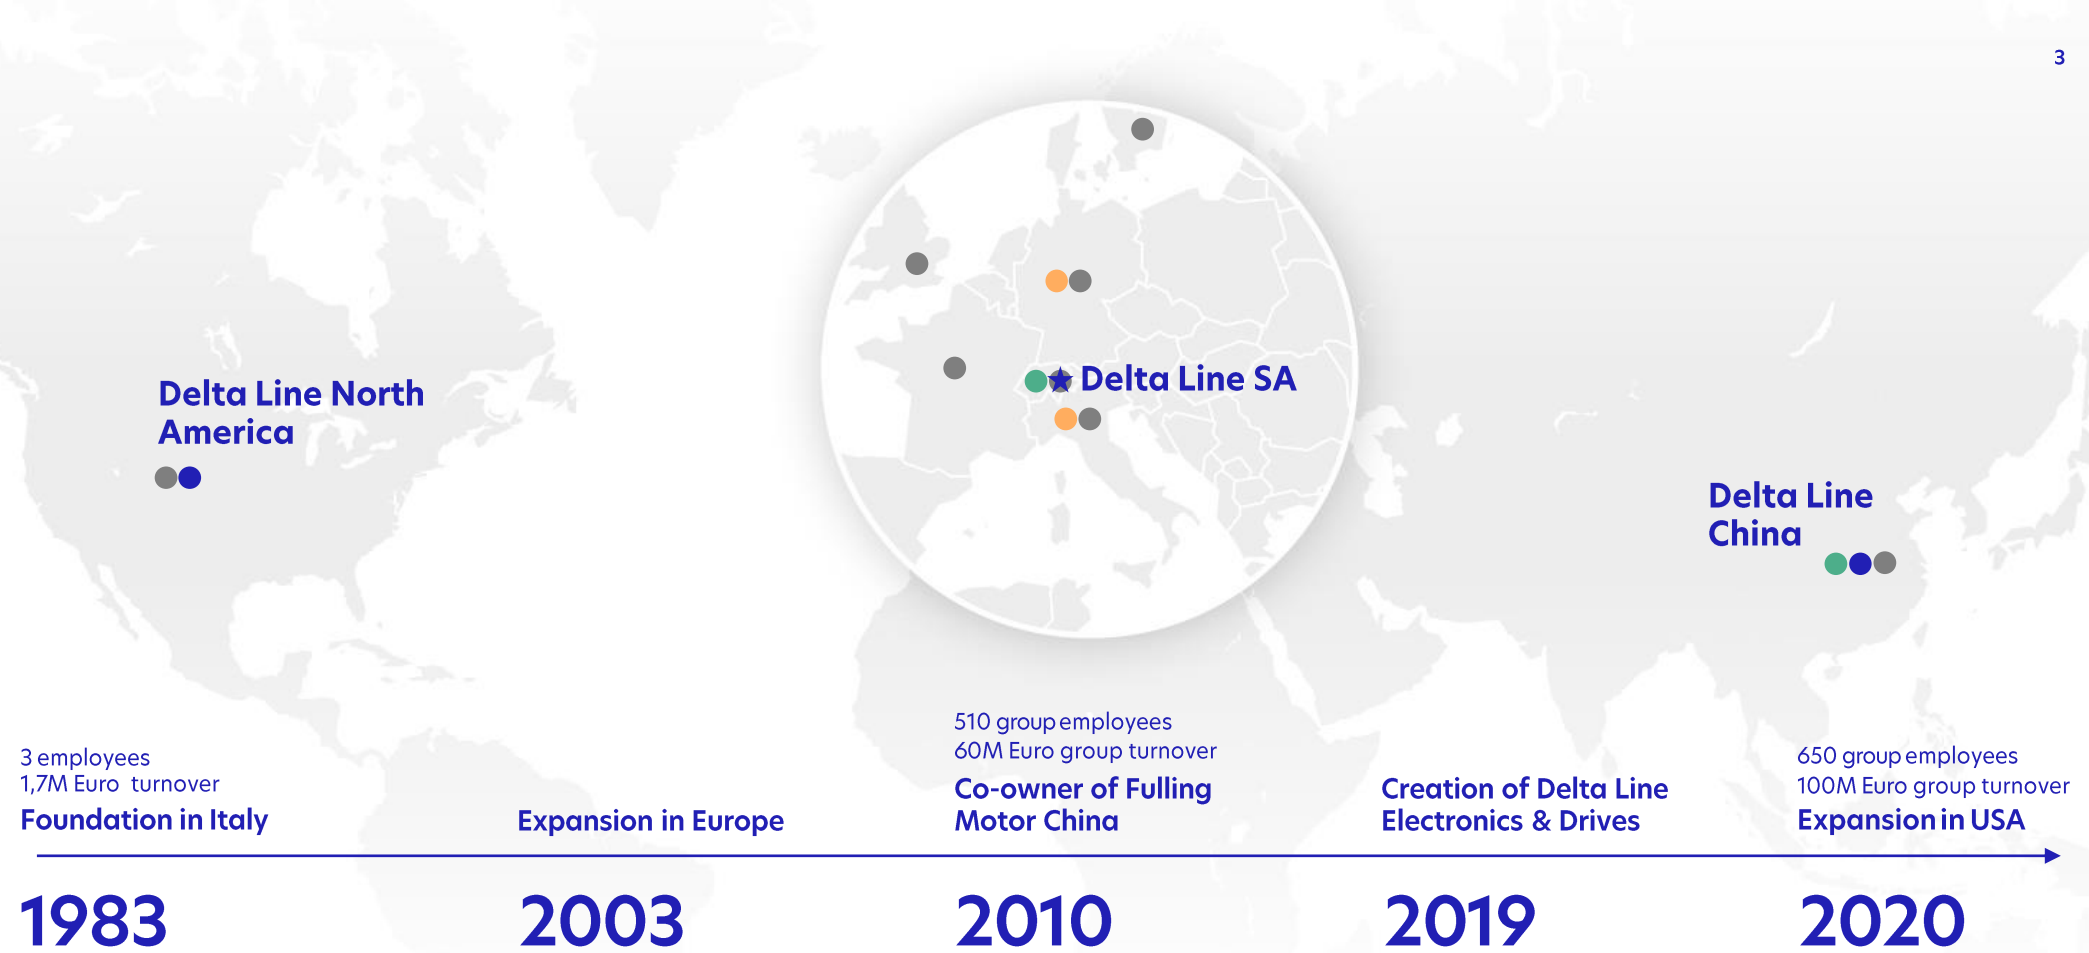 3
Delta Line North
America
Delta Line SA
Delta Line
China
3 employees
1,7M Euro turnover
Foundation in Italy
Expansion in Europe
510 group employees
60M Euro group turnover
Co-owner of Fulling
Motor China
Creation of Delta Line
Electronics & Drives
650 group employees
100M Euro group turnover
Expansion in USA
1983
2003
2010
2019
2020